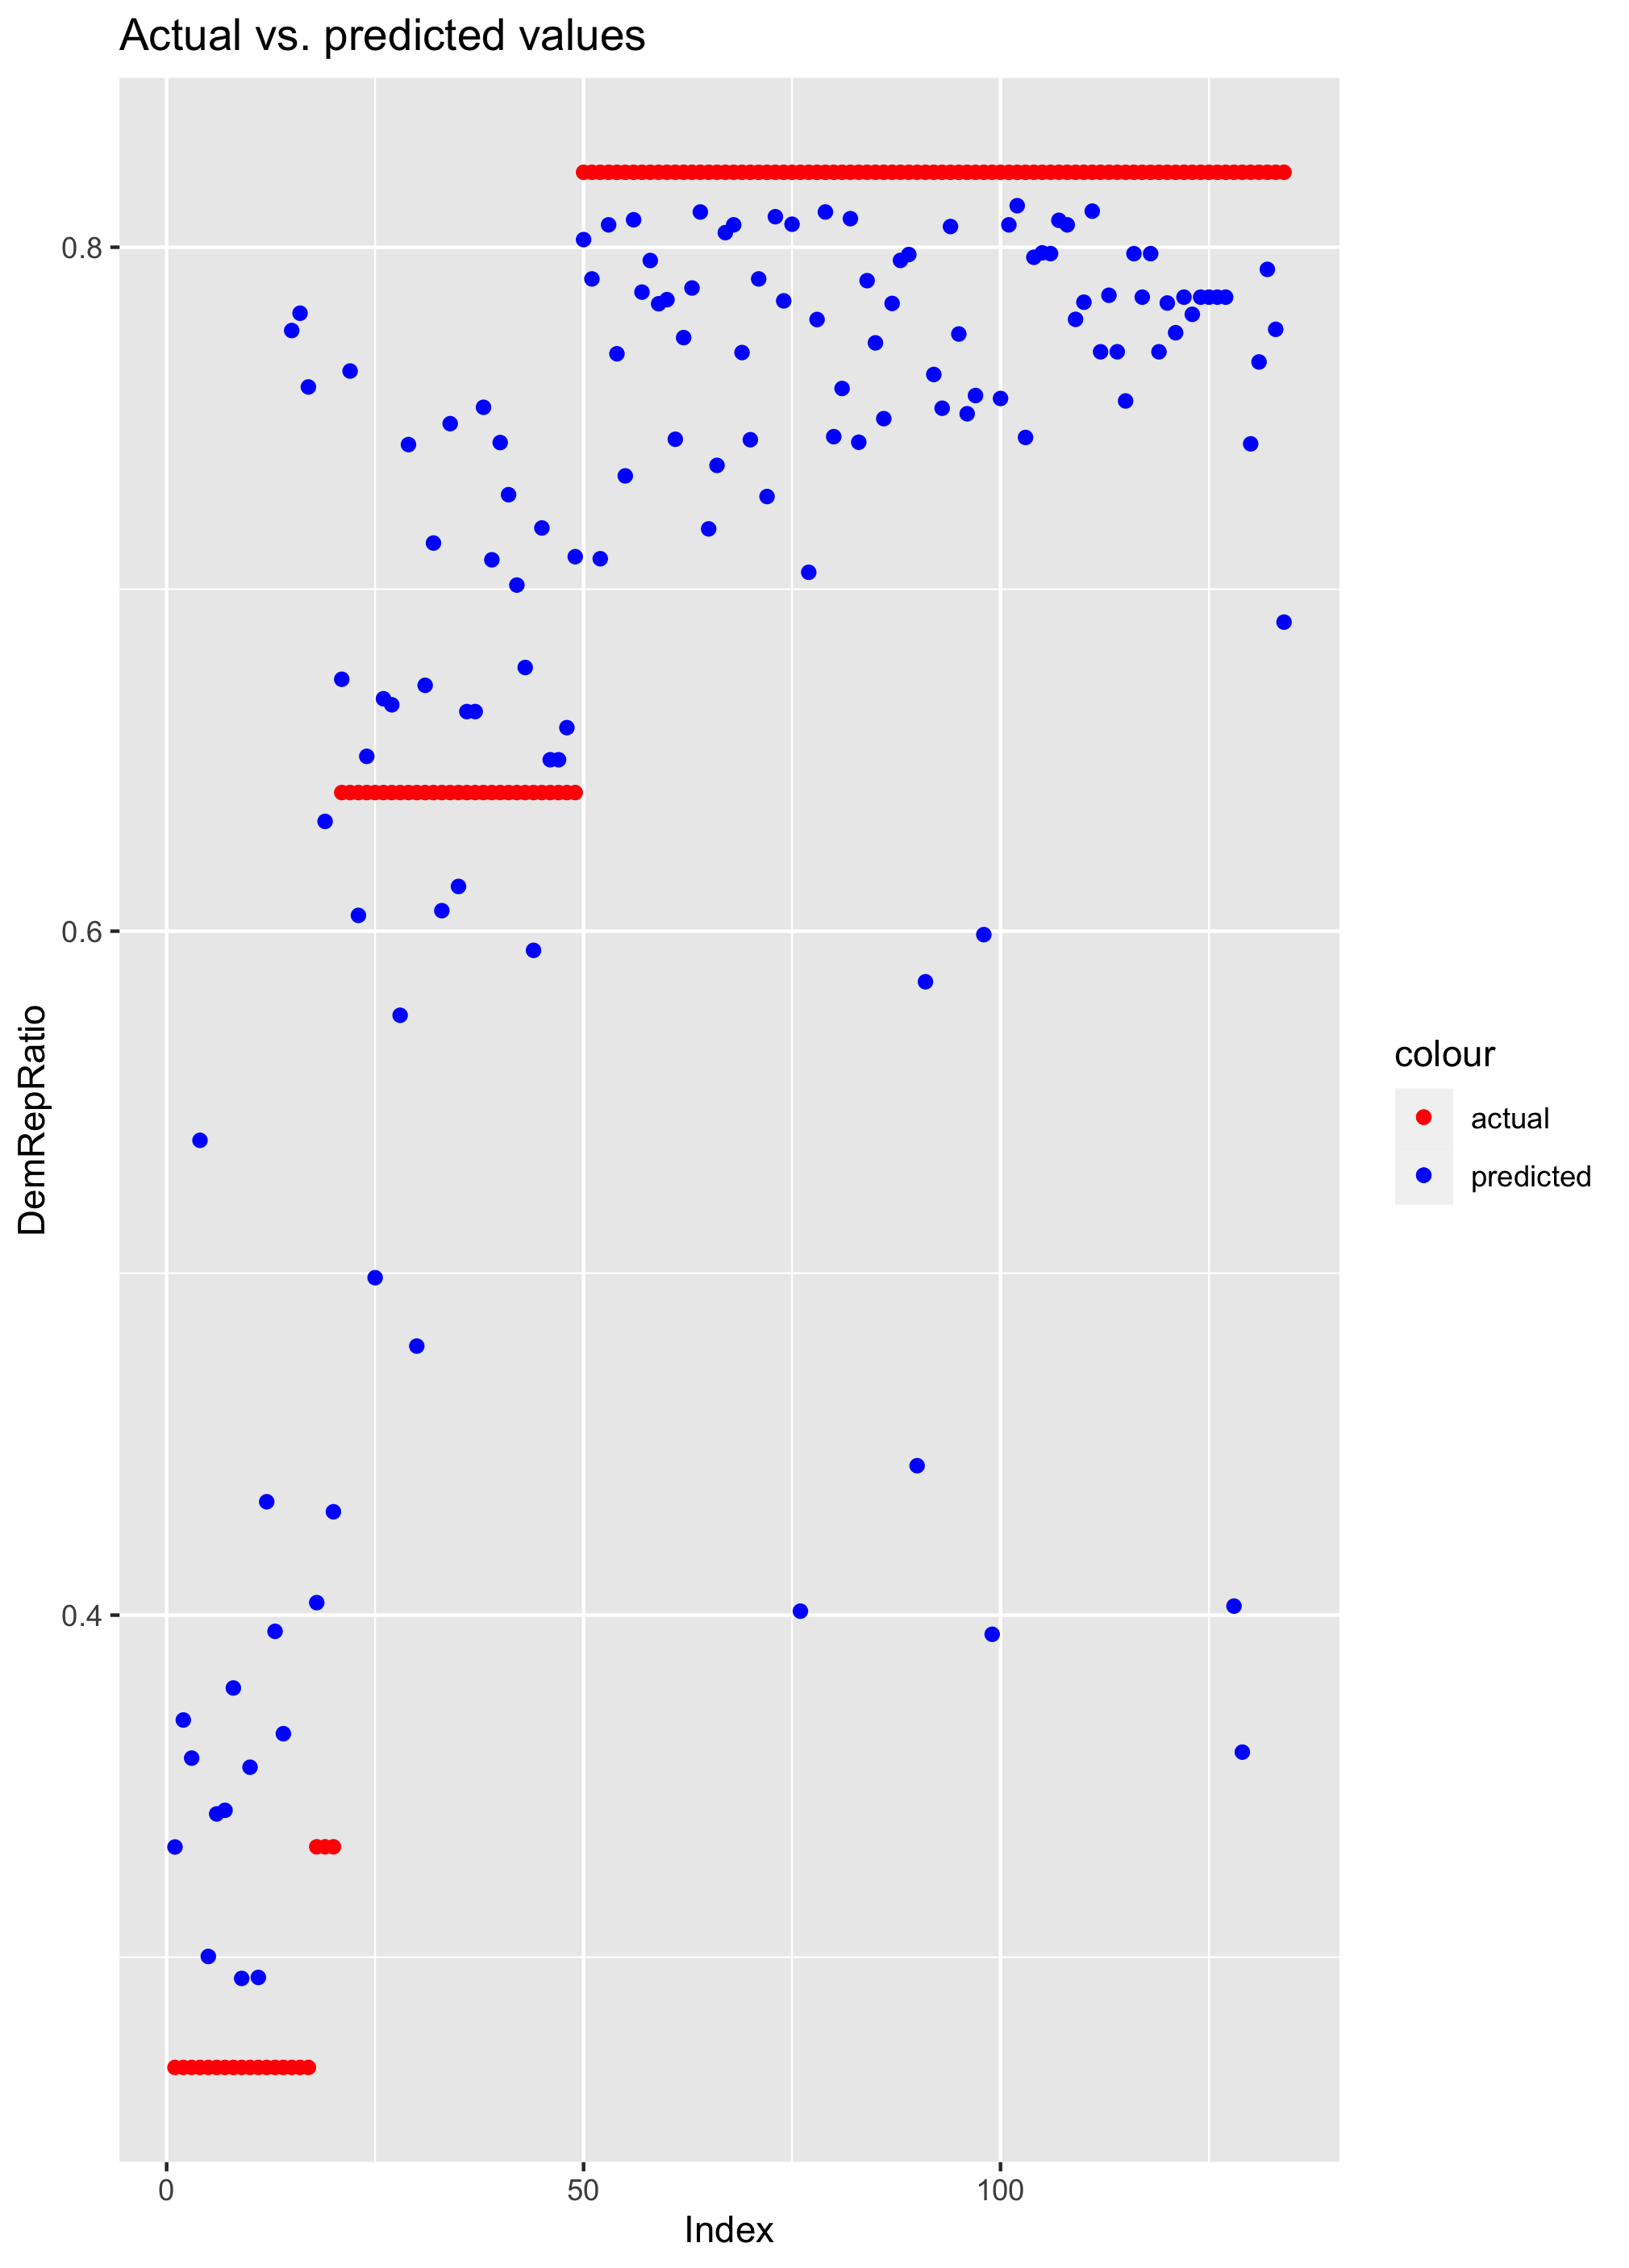 Actual vs. predicted values
DemRepRatio
0.8
0.6
0.4
0
50
100
Index
colour
actual
predicted